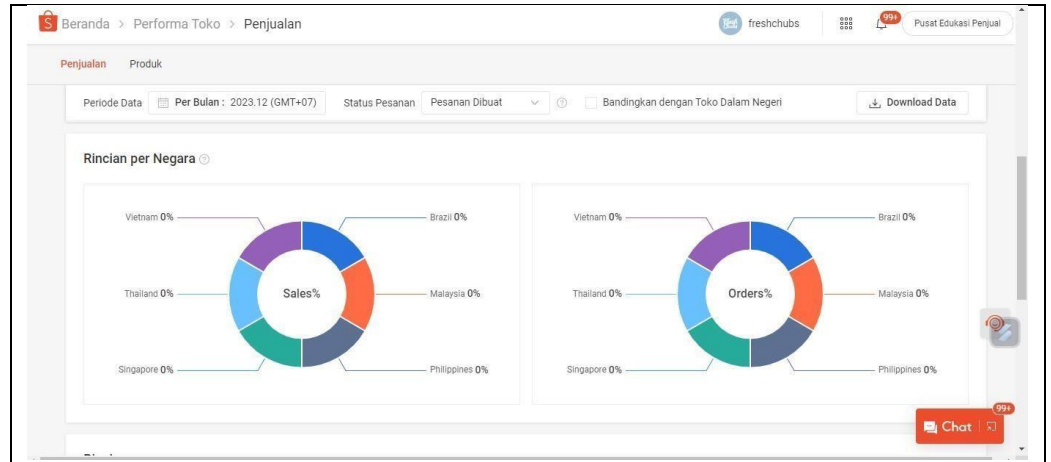 Beranda > Performa Toko > Penjualan
freshchubs
99+
Pusat Edukasi Penjual
Penjualan Produk
Periode Data Per Bulan : 2023.12 (GMT+07) Status Pesanan Pesanan Dibuat Bandingkan dengan Toko Dalam Negeri Download Data
Rincian per Negara
Vietnam 0%
Brazil 0%
Thailand 0%
Sales%
Malaysia 0%
Singapore 0%
Philippines 0%
Vietnam 0%
Brazil 0%
Thailand 0%
Orders%
Malaysia 0%
Singapore 0%
Philippines 0%
99+
Chat